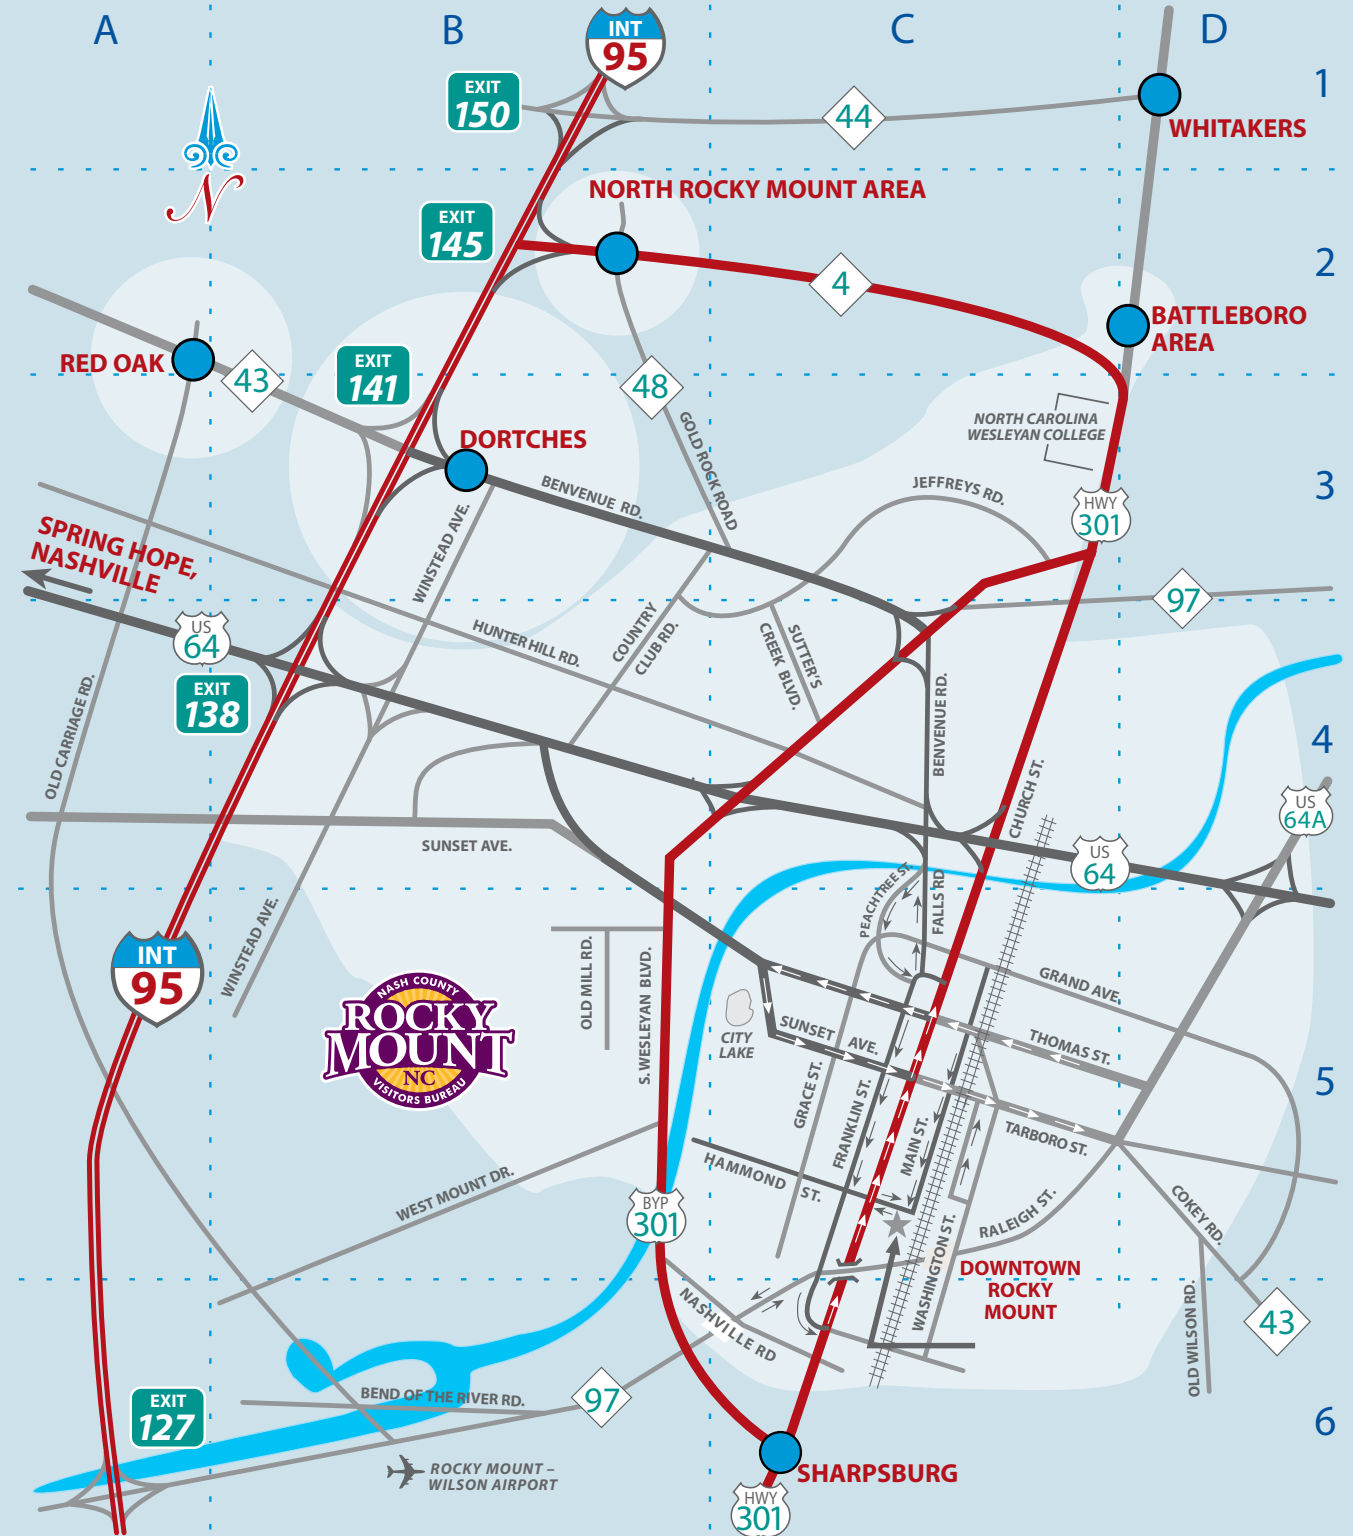 A
B
C
D
INT
95
EXIT
150
44
1
WHITAKERS
NORTH ROCKY MOUNT AREA
N
EXIT
145
4
2
BATTLEBORO
AREA
RED OAK
43
EXIT
141
48
GOLD ROCK ROAD
NORTH CAROLINA
WESLEYAN COLLEGE
DORTCHES
BENVENUE RD.
JEFFREYS RD.
3
HWY
301
SPRING HOPE,
NASHVILLE
WINSTEAD AVE.
97
US
64
HUNTER HILL RD.
COUNTRY
CLUB RD.
SUTTER'S
CREEK BLVD.
EXIT
138
OLD CARRIAGE RD.
BENVENUE RD.
4
CHURCH ST.
US
64A
SUNSET AVE.
US
64
PEACHTREE ST.
FALLS RD
WINSTEAD AVE.
INT
95
OLD MILL RD.
S. WESLEYAN BLVD.
GRAND AVE
NASH COUNTY
ROCKY
MOUNT
NC
VISITORS BUREAU
CITY
LAKE
SUNSET AVE.
THOMAS ST.
5
GRACE ST.
FRANKLIN ST.
MAIN ST.
TARBORO ST.
HAMMOND ST.
WEST MOUNT DR.
BYP
301
WASHINGTON ST.
RALEIGH ST.
COKEY RD.
DOWNTOWN
ROCKY
MOUNT
NASHVILLE RD
OLD WILSON RD.
43
BEND OF THE RIVER RD.
97
EXIT
127
6
ROCKY MOUNT –
WILSON AIRPORT
SHARPSBURG
HWY
301